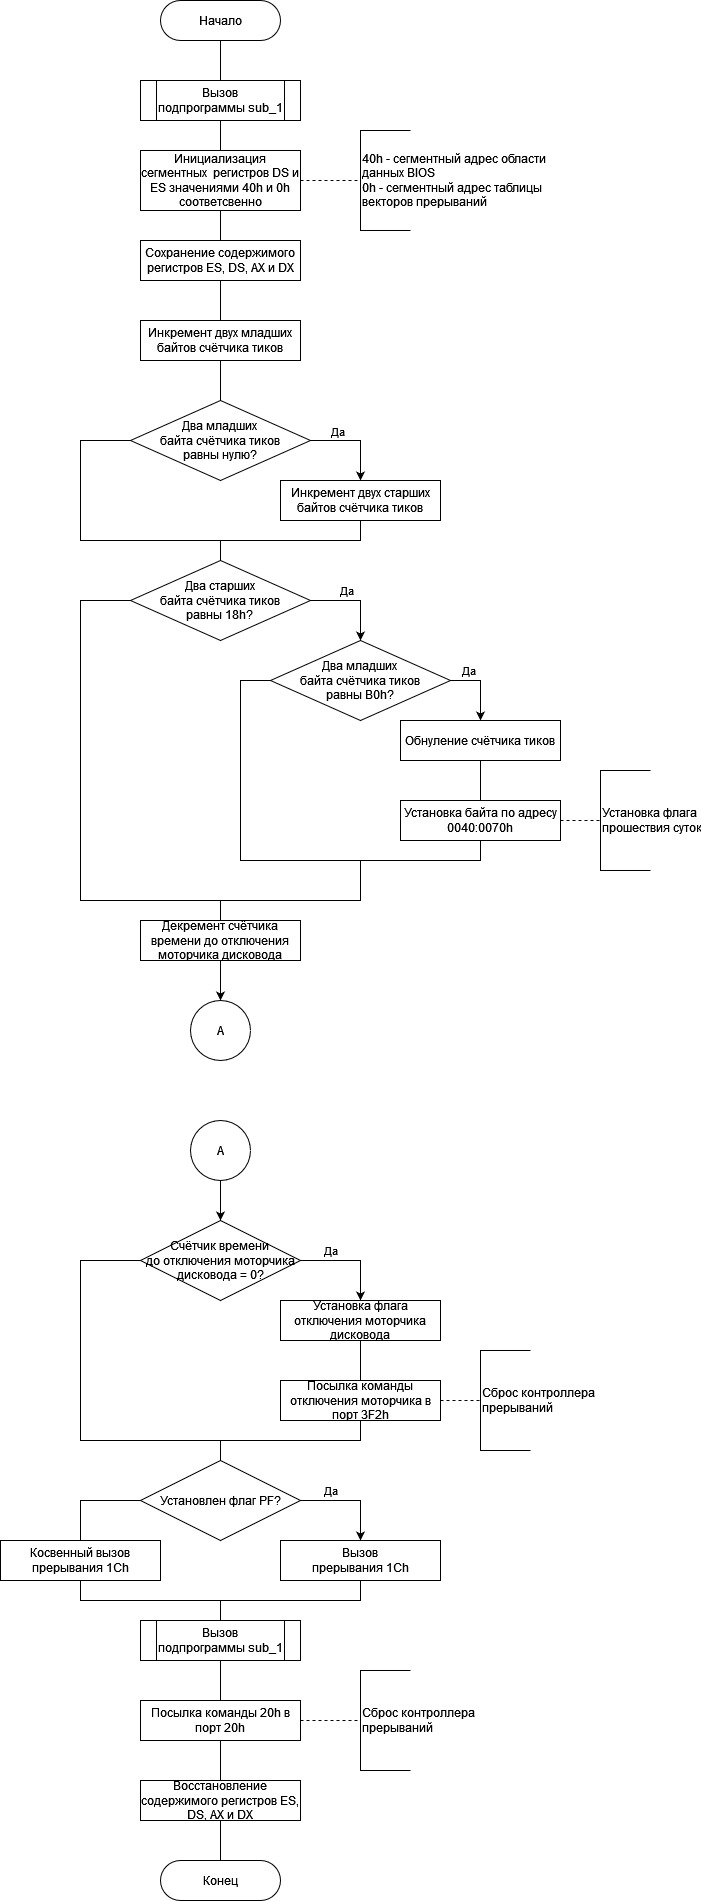 Начало
Вызов
подпрограммы sub_1
Инициализация
сегментных регистров DS и
ES значениями 40h и 0h
соответсвенно
40h - сегментный адрес области
данных BIOS
0h - сегментный адрес таблицы
векторов прерываний
Сохранение содержимого
регистров ES, DS, AX и DX
Инкремент двух младших
байтов счётчика тиков
Два младших
байта счётчика тиков
равны нулю?
Да
Инкремент двух старших
байтов счётчика тиков
Два старших
байта счётчика тиков
равны 18h?
Да
Два младших
байта счётчика тиков
равны B0h?
Да
Обнуление счётчика тиков
Установка байта по адресу
0040:0070h
Установка флага
прошествия суток
Декремент счётчика
времени до отключения
моторчика дисковода
A
A
Счётчик времени
до отключения моторчика
дисковода = 0?
Да
Установка флага
отключения моторчика
дисковода
Посылка команды
отключения моторчика в
порт 3F2h
Сброс контроллера
прерываний
Установлен флаг PF?
Да
Косвенный вызов
прерывания 1Ch
Вызов
прерывания 1Ch
Вызов
подпрограммы sub_1
Посылка команды 20h в
порт 20h
Сброс контроллера
прерываний
Восстановление
содержимого регистров ES,
DS, AX и DX
Конец